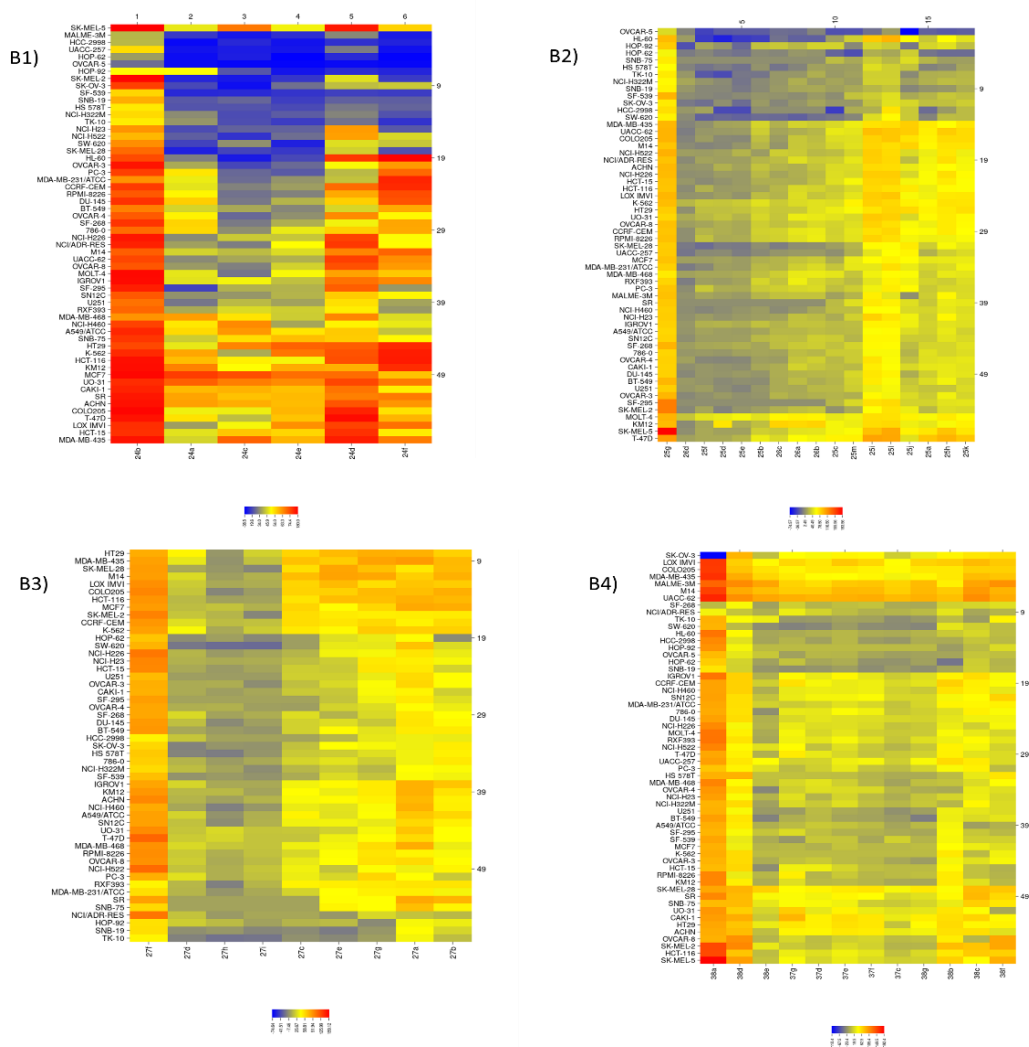 B1)
1 2 3 4 5 6
SK-MEL-5
MALME-3M
HCC-2998
UACC-257
HOP-62
OVCAR-5
HOP-92
SK-MEL-2
SK-OV-3
SF-539
SNB-19
HS 578T
NCI-H322M
TK-10
NCI-H23
NCI-H522
SW-620
SK-MEL-28
HL-60
OVCAR-3
PC-3
MDA-MB-231/ATCC
CCRF-CEM
RPMI-8226
DU-145
BT-549
OVCAR-4
SF-268
786-0
NCI-H226
NCI/ADR-RES
M14
UACC-62
OVCAR-8
MOLT-4
IGROV1
SF-295
SN12C
U251
RXF393
MDA-MB-468
NCI-H460
A549/ATCC
SNB-75
HT29
K-562
HCT-116
KM12
MCF7
UO-31
CAKI-1
SR
ACHN
COLO205
T-47D
LOX IMVI
HCT-15
MDA-MB-435
9
19
29
39
49
24b 24a 24c 24e 24d 24f
B2)
5 10 15
OVCAR-5
HL-60
HOP-92
HOP-62
SNB-75
HS 578T
TK-10
NCI-H322M
SNB-19
SF-539
SK-OV-3
HCC-2998
SW-620
MDA-MB-435
UACC-62
COLO205
M14
NCI-H522
NCI/ADR-RES
ACHN
NCI-H226
HCT-15
HCT-116
LOX IMVI
K-562
HT29
UO-31
OVCAR-8
CCRF-CEM
RPMI-8226
SK-MEL-28
UACC-257
MCF7
MDA-MB-231/ATCC
MDA-MB-468
RXF393
PC-3
MALME-3M
SR
NCI-H460
NCI-H23
IGROV1
A549/ATCC
SN12C
SF-268
786-0
OVCAR-4
CAKI-1
DU-145
BT-549
U251
OVCAR-3
SF-295
SK-MEL-2
MOLT-4
KM12
SK-MEL-5
T-47D
9
19
29
39
49
25g 26d 25f 25d 25e 26e 26a 26b 25c 25m 25i 25l 25j 25a 25h 25k
B3)
HT29
MDA-MB-435
SK-MEL-28
M14
LOX IMVI
COLO205
HCT-116
MCF7
SK-MEL-2
CCRF-CEM
K-562
HOP-62
SW-620
NCI-H226
NCI-H23
HCT-15
U251
OVCAR-3
CAKI-1
SF-295
OVCAR-4
SF-268
DU-145
BT-549
HCC-2998
SK-OV-3
HS 578T
786-0
NCI-H322M
SF-539
IGROV1
KM12
ACHN
NCI-H460
A549/ATCC
SN12C
UO-31
T-47D
MDA-MB-468
RPMI-8226
OVCAR-8
NCI-H522
PC-3
RXF393
MDA-MB-231/ATCC
SR
SNB-75
NCI/ADR-RES
HOP-92
SNB-19
TK-10
9
19
29
39
49
27f 27d 27h 27i 27c 27e 27g 27a 27b
B4)
SK-OV-3
LOX IMVI
COLO205
MDA-MB-435
MALME-3M
M14
UACC-62
SF-268
NCI/ADR-RES
TK-10
SW-620
HL-60
HCC-2998
HOP-92
OVCAR-5
HOP-62
SNB-19
IGROV1
CCRF-CEM
NCI-H460
SN12C
MDA-MB-231/ATCC
786-0
DU-145
NCI-H226
MOLT-4
RXF393
NCI-H522
T-47D
UACC-257
PC-3
HS 578T
MDA-MB-468
OVCAR-4
NCI-H23
NCI-H322M
U251
BT-549
A549/ATCC
SF-295
SF-539
MCF7
K-562
OVCAR-3
HCT-15
RPMI-8226
KM12
SK-MEL-28
SR
SNB-75
UO-31
CAKI-1
HT29
ACHN
OVCAR-8
SK-MEL-2
HCT-116
SK-MEL-5
9
19
29
39
49
38a 38d 38e 37g 37d 37e 37f 37c 38g 38b 38c 38f